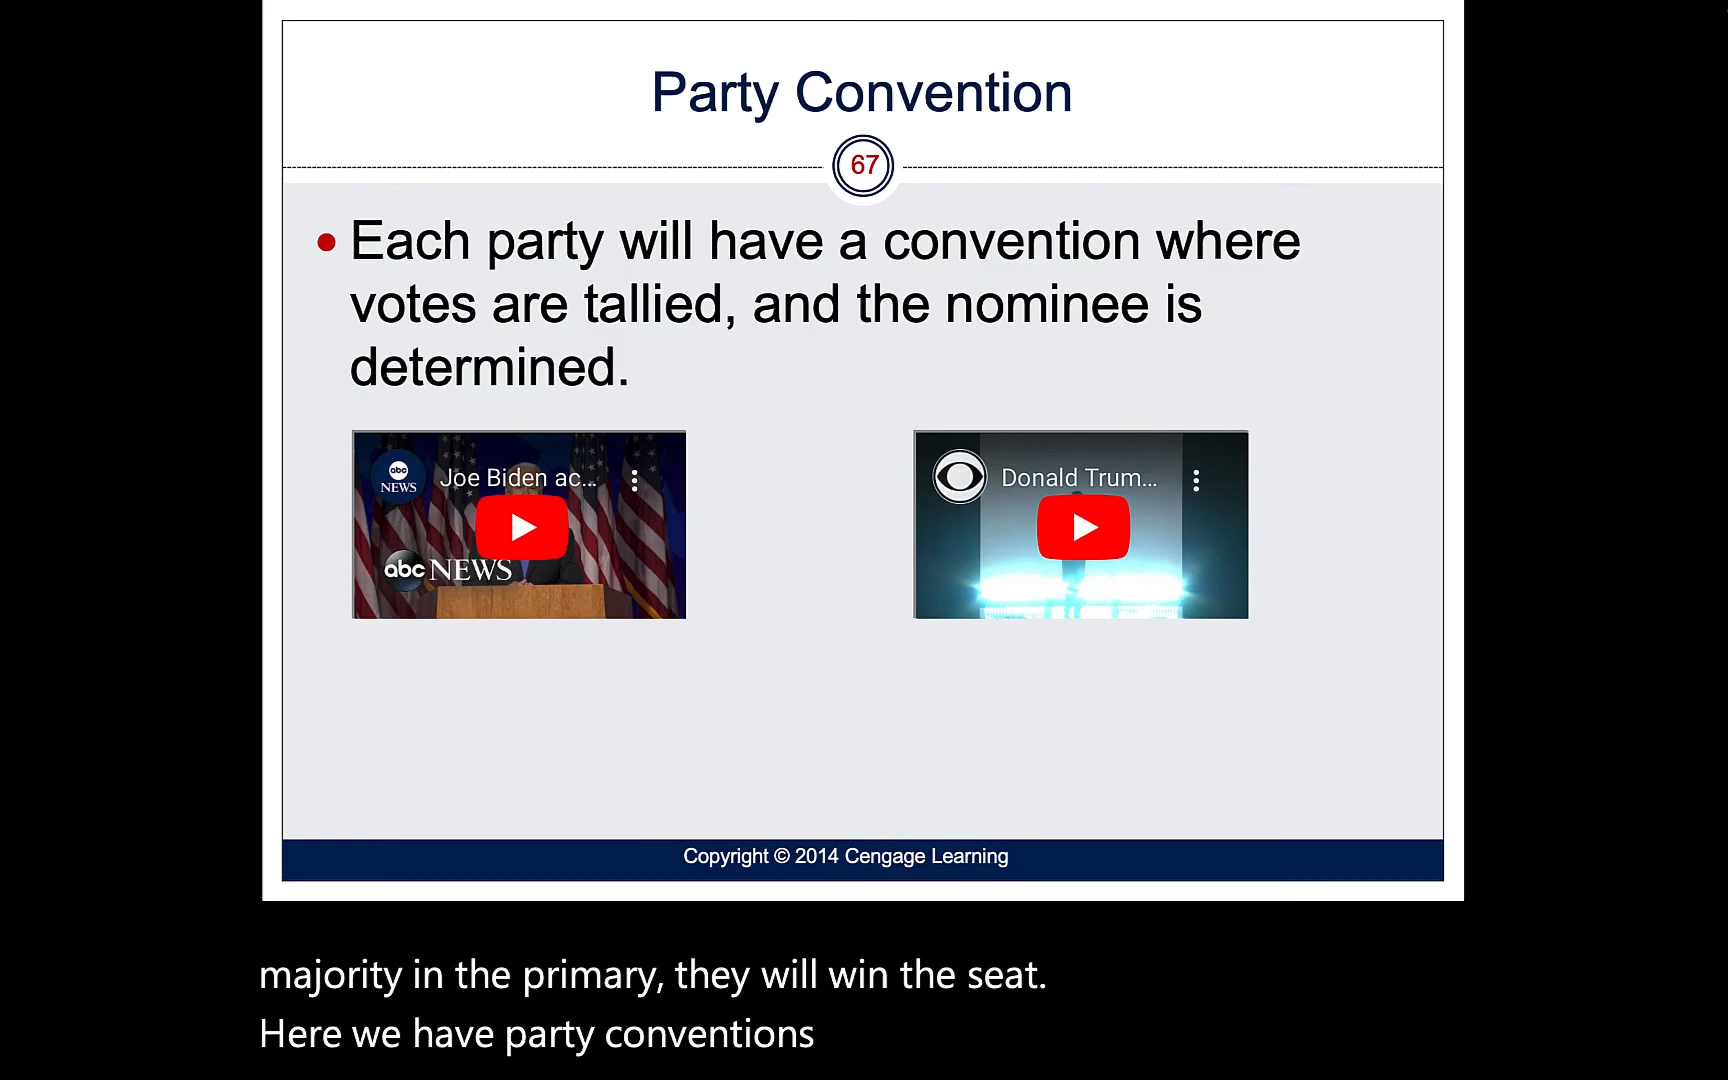 Party Convention
67
• Each party will have a convention where
votes are tallied, and the nominee is
determined.
abc
NEWS
Joe Biden ac...
abc NEWS
Donald Trum...
Copyright © 2014 Cengage Learning
majority in the primary, they will win the seat.
Here we have party conventions